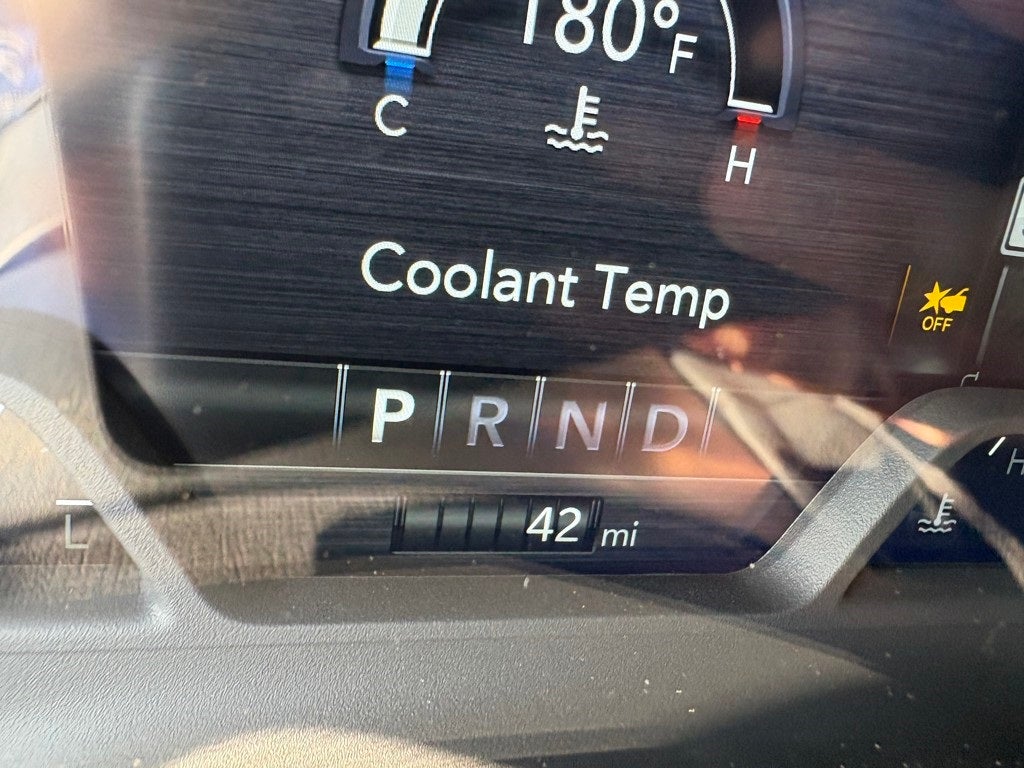 180°F
C
H
Coolant Temp
OFF
P R N D
L
42 mi
H